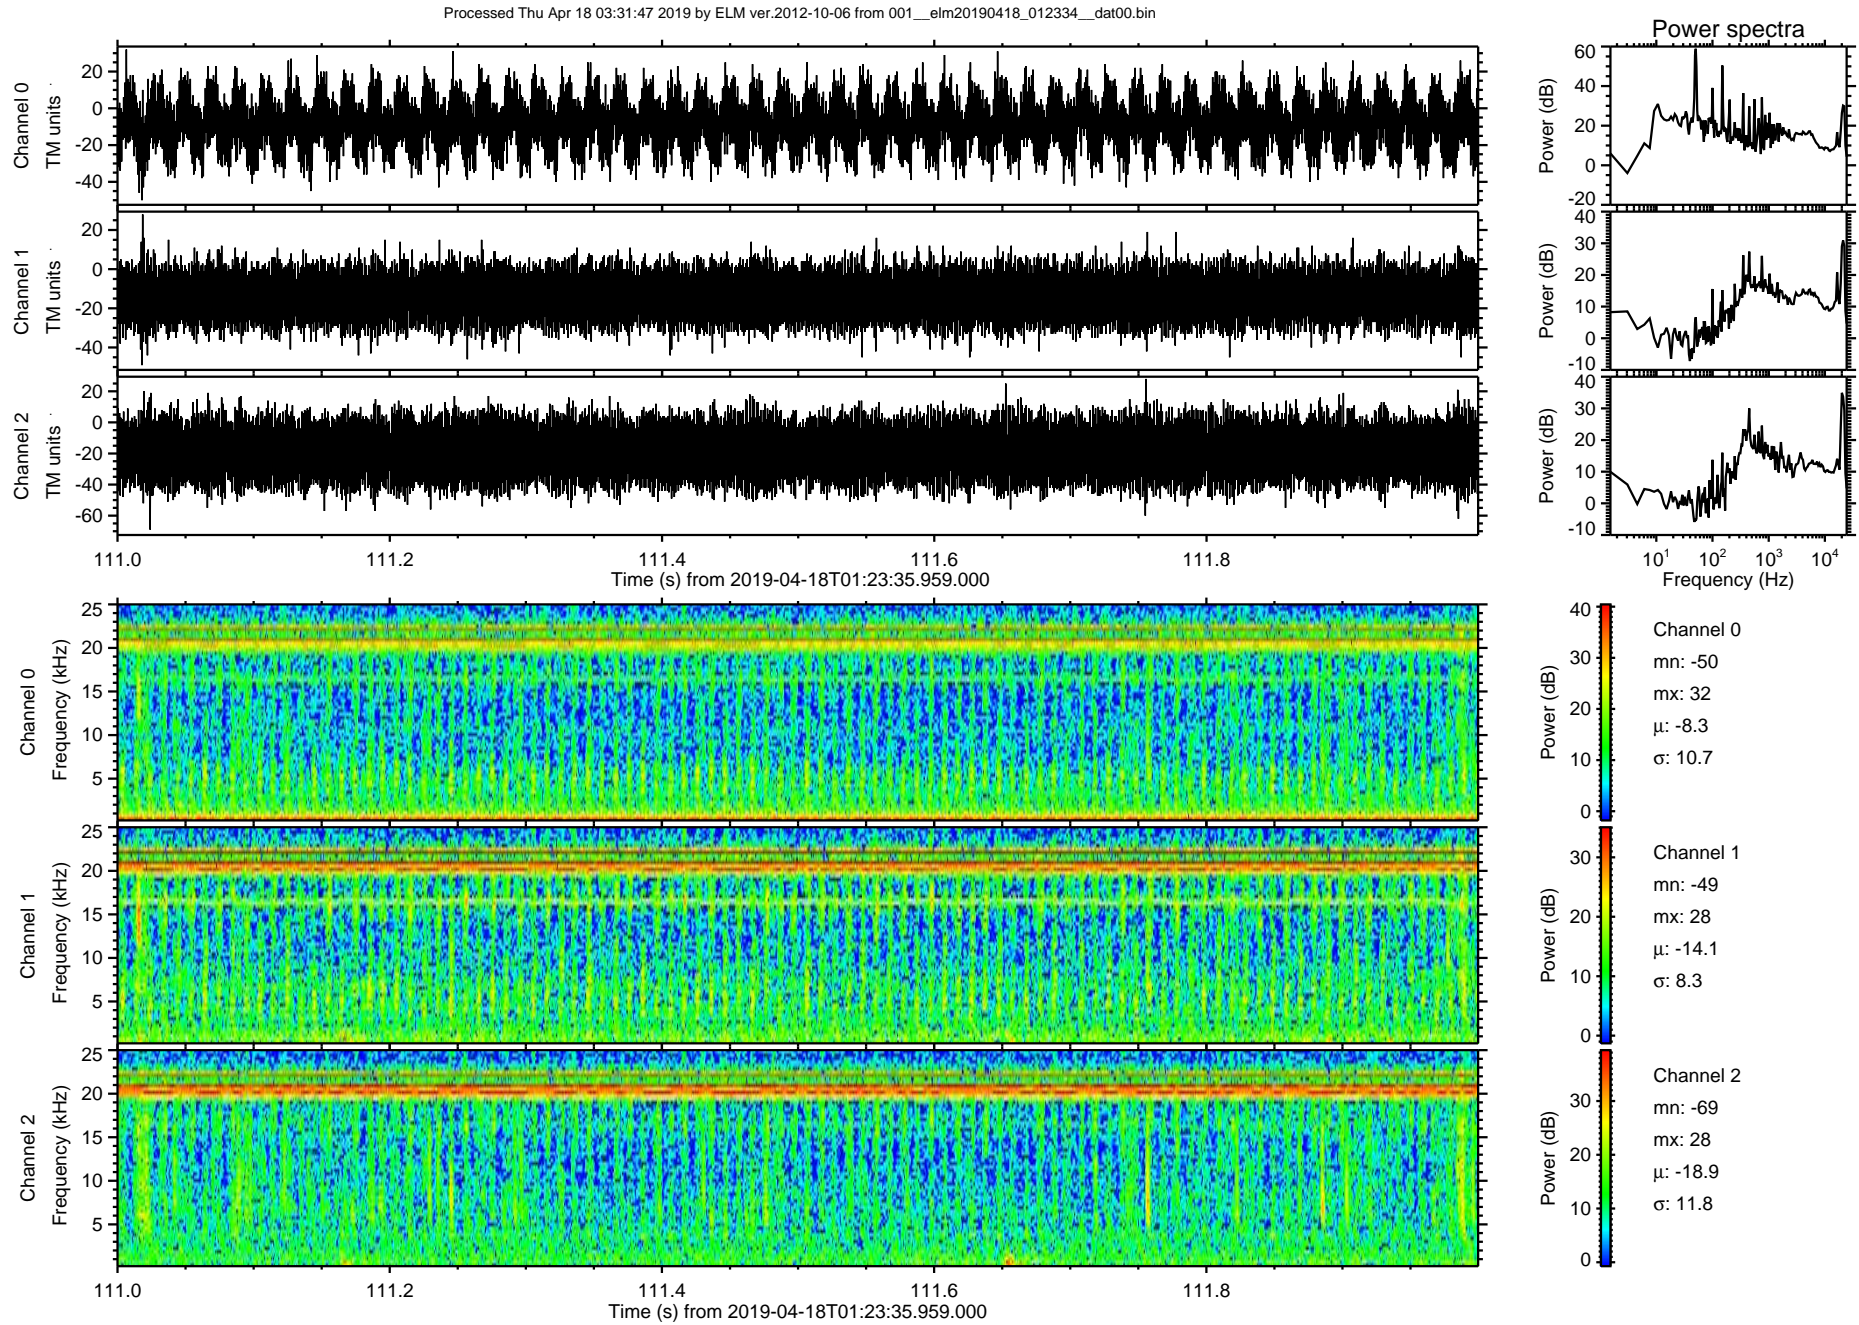 Processed Thu Apr 18 03:31:47 2019 by ELM ver.2012-10-06 from 001__elm20190418_012334__dat00.bin
Power spectra
Channel 0
TM units
20
0
-20
-40
Power (dB)
60
40
20
0
-20
Channel 1
TM units
20
0
-20
-40
Power (dB)
40
30
20
10
0
-10
Channel 2
TM units
20
0
-20
-40
-60
Power (dB)
40
30
20
10
0
-10
111.0 111.2 111.4 111.6 111.8
Time (s) from 2019-04-18T01:23:35.959.000
10^1 10^2 10^3 10^4
Frequency (Hz)
Channel 0
Frequency (kHz)
25
20
15
10
5
Power (dB)
40
30
20
10
0
Channel 0
mn: -50
mx: 32
μ: -8.3
σ: 10.7
Channel 1
Frequency (kHz)
25
20
15
10
5
Power (dB)
30
20
10
0
Channel 1
mn: -49
mx: 28
μ: -14.1
σ: 8.3
Channel 2
Frequency (kHz)
25
20
15
10
5
Power (dB)
30
20
10
0
Channel 2
mn: -69
mx: 28
μ: -18.9
σ: 11.8
111.0 111.2 111.4 111.6 111.8
Time (s) from 2019-04-18T01:23:35.959.000